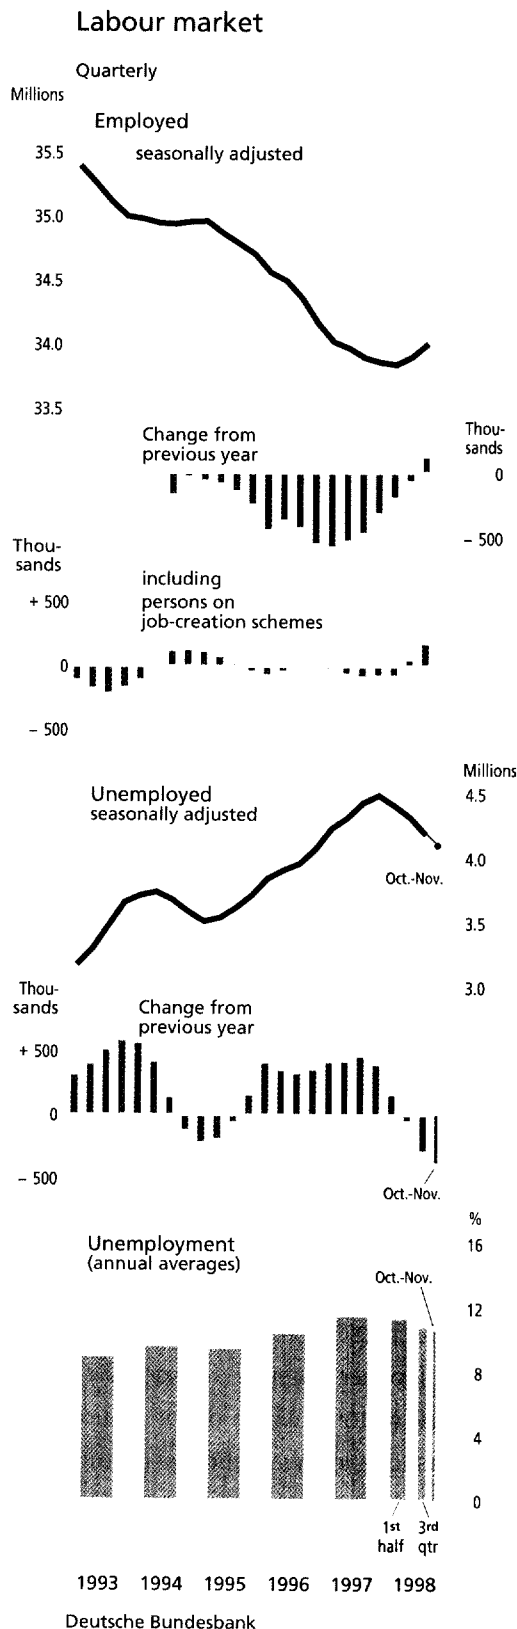 Labour market
Quarterly
Millions
Employed
seasonally adjusted
35.5
35.0
34.5
34.0
33.5
Change from
previous year
Thou-
sands
0
– 500
Thou-
sands
+ 500
0
– 500
including
persons on
job-creation schemes
Unemployed
seasonally adjusted
Millions
4.5
4.0
3.5
3.0
Oct.-Nov.
Thou-
sands
+ 500
0
– 500
Change from
previous year
Oct.-Nov.
Unemployment
(annual averages)
%
16
12
8
4
0
Oct.-Nov.
1st
half
3rd
qtr
1993 1994 1995 1996 1997 1998
Deutsche Bundesbank